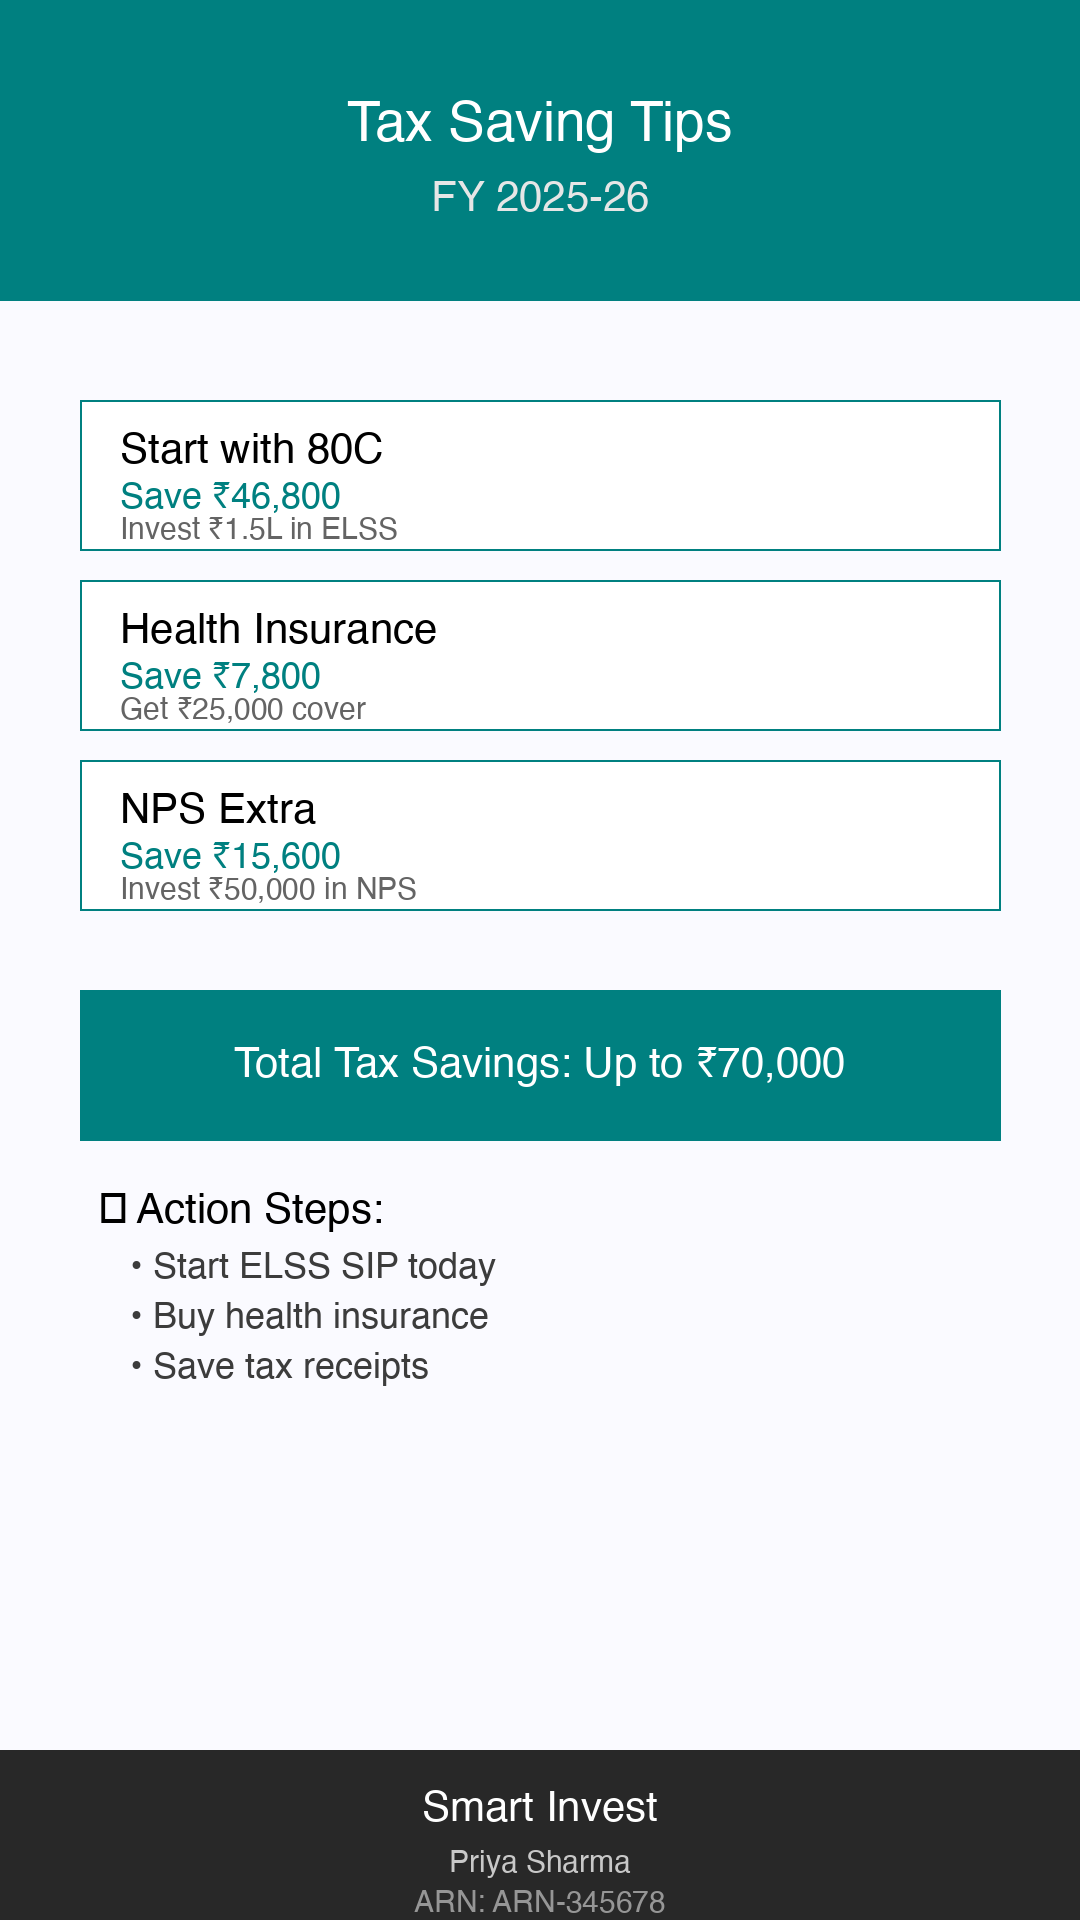 Tax Saving Tips
FY 2025-26
Start with 80C
Save ₹46,800
Invest ₹1.5L in ELSS
Health Insurance
Save ₹7,800
Get ₹25,000 cover
NPS Extra
Save ₹15,600
Invest ₹50,000 in NPS
Total Tax Savings: Up to ₹70,000
Action Steps:
• Start ELSS SIP today
• Buy health insurance
• Save tax receipts
Smart Invest
Priya Sharma
ARN: ARN-345678